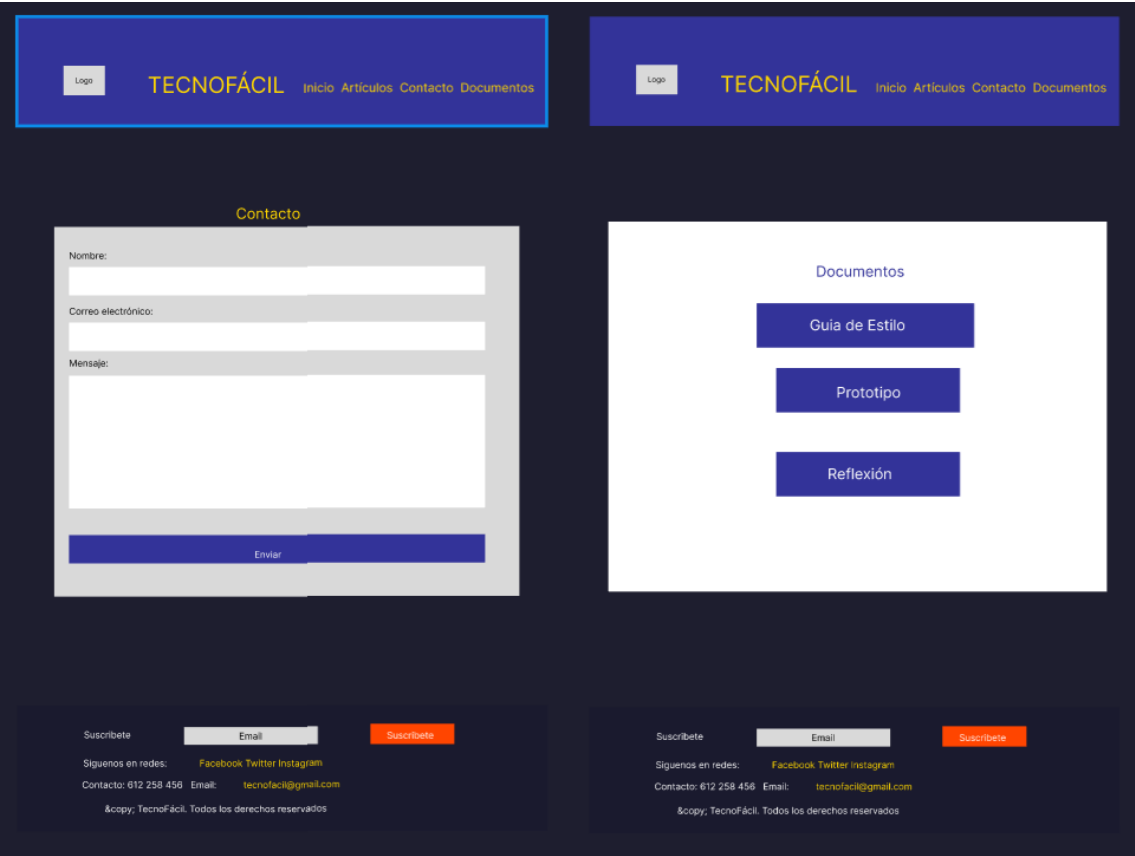 Logo
TECNOFÁCIL
Inicio Artículos Contacto Documentos
Contacto
Nombre:
Correo electrónico:
Mensaje:
Enviar
Suscribete
Email
Suscribete
Siguenos en redes:
Facebook Twitter Instagram
Contacto: 612 258 456 Email:
tecnofacil@gmail.com
&copy; TecnoFácil. Todos los derechos reservados
Logo
TECNOFÁCIL
Inicio Artículos Contacto Documentos
Documentos
Guia de Estilo
Prototipo
Reflexión
Suscribete
Email
Suscribete
Siguenos en redes:
Facebook Twitter Instagram
Contacto: 612 258 456 Email:
tecnofacil@gmail.com
&copy; TecnoFácil. Todos los derechos reservados